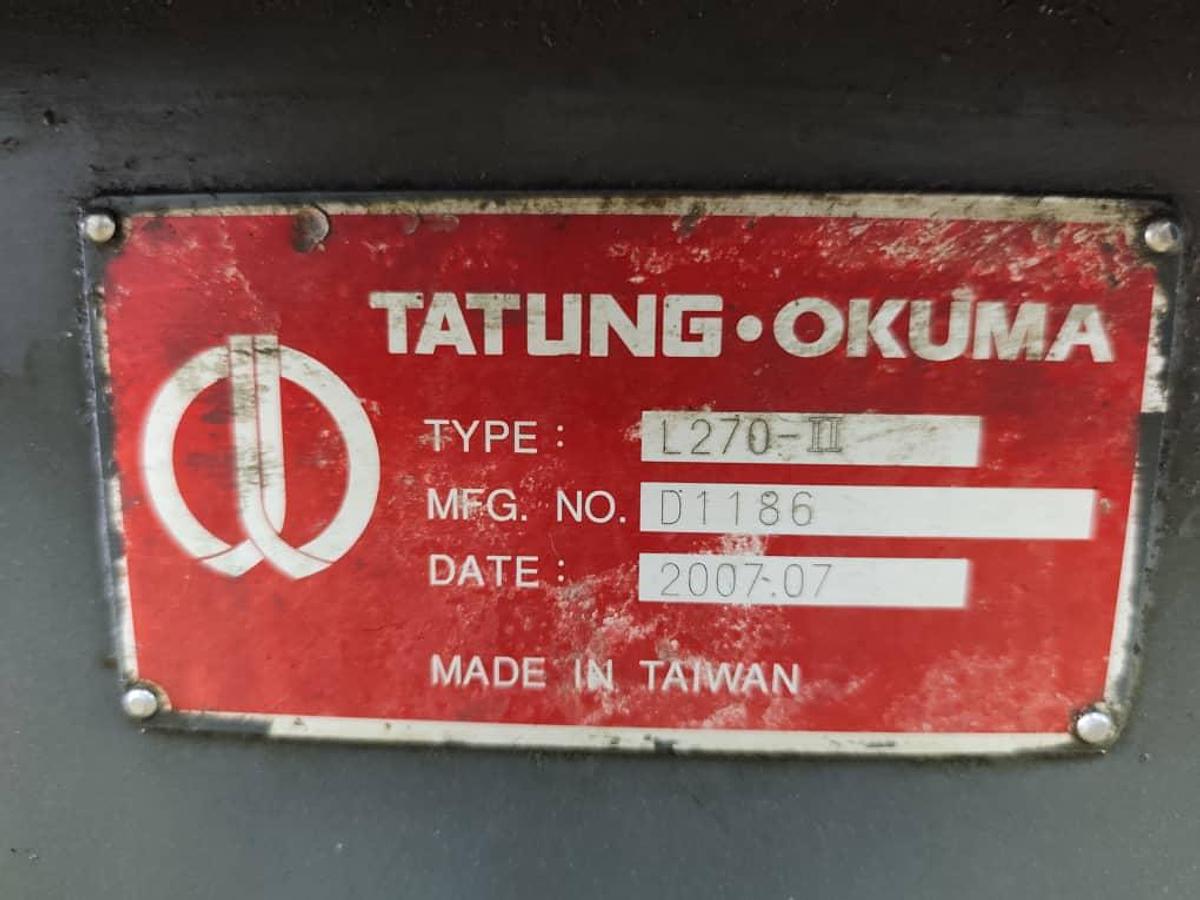 TATUNG•OKUMA
TYPE: L270-II
MFG. NO. D1186
DATE: 2007.07
MADE IN TAIWAN